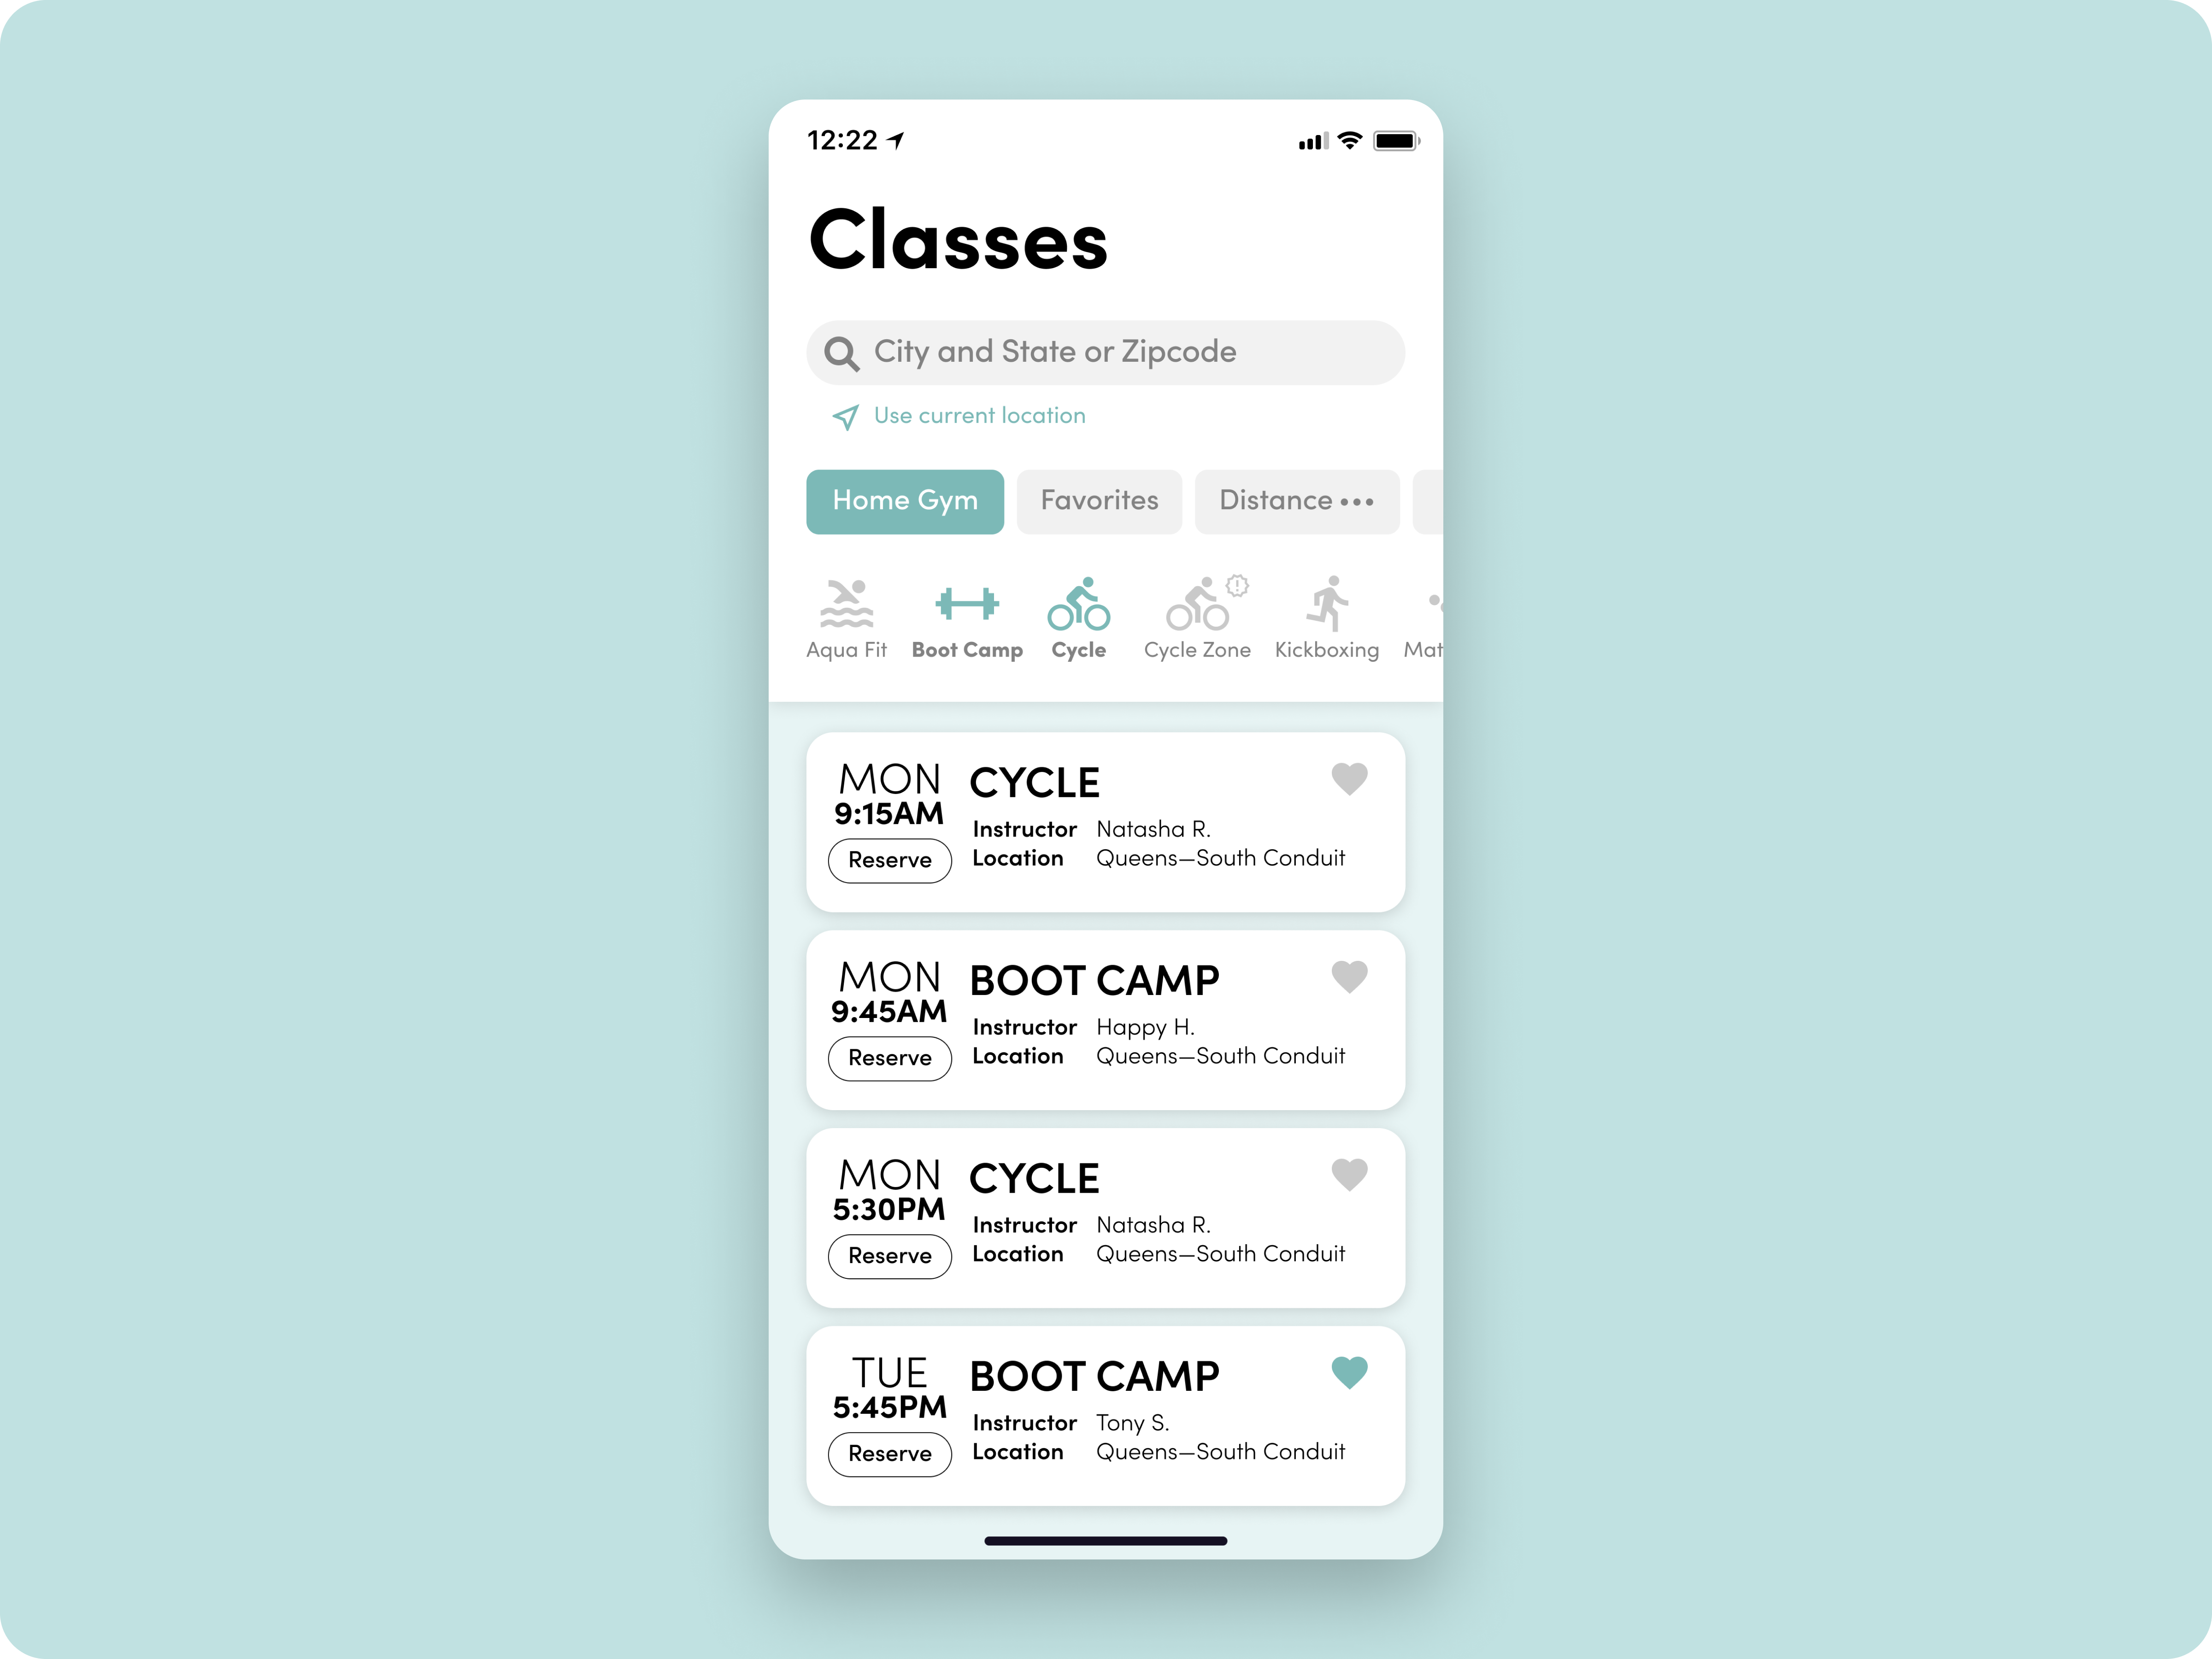 12:22
Classes
City and State or Zipcode
Use current location
Home Gym Favorites Distance •••
Aqua Fit Boot Camp Cycle Cycle Zone Kickboxing Mat
MON CYCLE
9:15AM Instructor Natasha R.
Reserve Location Queens—South Conduit
MON BOOT CAMP
9:45AM Instructor Happy H.
Reserve Location Queens—South Conduit
MON CYCLE
5:30PM Instructor Natasha R.
Reserve Location Queens—South Conduit
TUE BOOT CAMP
5:45PM Instructor Tony S.
Reserve Location Queens—South Conduit